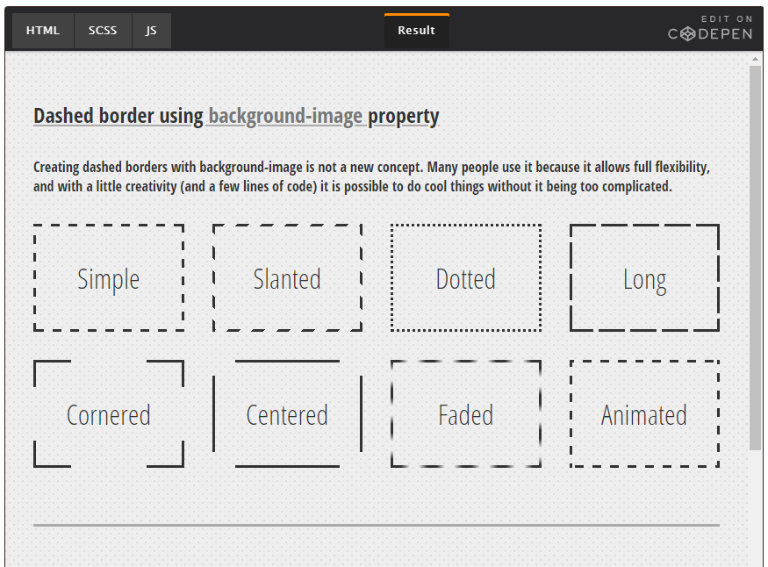 HTML SCSS JS Result EDIT ON
CODEPEN
Dashed border using background-image property
Creating dashed borders with background-image is not a new concept. Many people use it because it allows full flexibility,
and with a little creativity (and a few lines of code) it is possible to do cool things without it being too complicated.
Simple Slanted Dotted Long
Cornered Centered Faded Animated